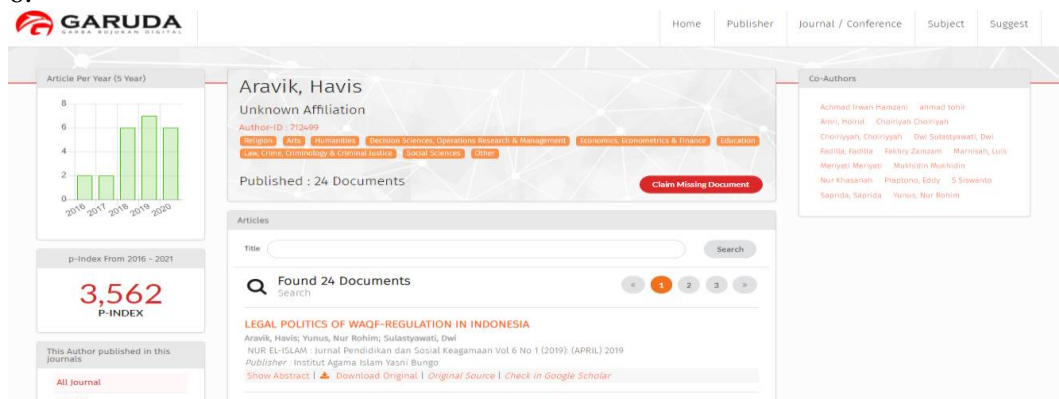 GARUDA
GARBA RUJUKAN DIGITAL
Home Publisher Journal / Conference Subject Suggest
Article Per Year (5 Year)
8
6
4
2
0
2016 2017 2018 2019 2020
p-Index From 2016 - 2021
3,562
P-INDEX
This Author published in this
journals
All Journal
Aravik, Havis
Unknown Affiliation
Author-ID : 712499
Religion Arts Humanities Decision Sciences, Operations Research & Management Economics, Econometrics & Finance Education
Law, Crime, Criminology & Criminal Justice Social Sciences Other
Published : 24 Documents
Claim Missing Document
Articles
Title
Search
Found 24 Documents
Search
« 1 2 3 »
LEGAL POLITICS OF WAQF-REGULATION IN INDONESIA
Aravik, Havis; Yunus, Nur Rohim; Sulastyawati, Dwi
NUR EL-ISLAM : Jurnal Pendidikan dan Sosial Keagamaan Vol 6 No 1 (2019): (APRIL) 2019
Publisher : Institut Agama Islam Yasni Bungo
Show Abstract | Download Original | Original Source | Check in Google Scholar
Co-Authors
Achmad Irwan Hamzani ahmad tohir
Amri, Hoirul Choiriyah Choiriyah
Choiriyyah, Choiriyyah Dwi Sulastyawati, Dwi
Fadilla, Fadilla Fakhry Zamzam Marnisah, Luis
Meriyati Meriyati Mukhsidin Mukhidin
Nur Khasanah Praptono, Eddy S Siswanto
Saprida, Saprida Yunus, Nur Rohim